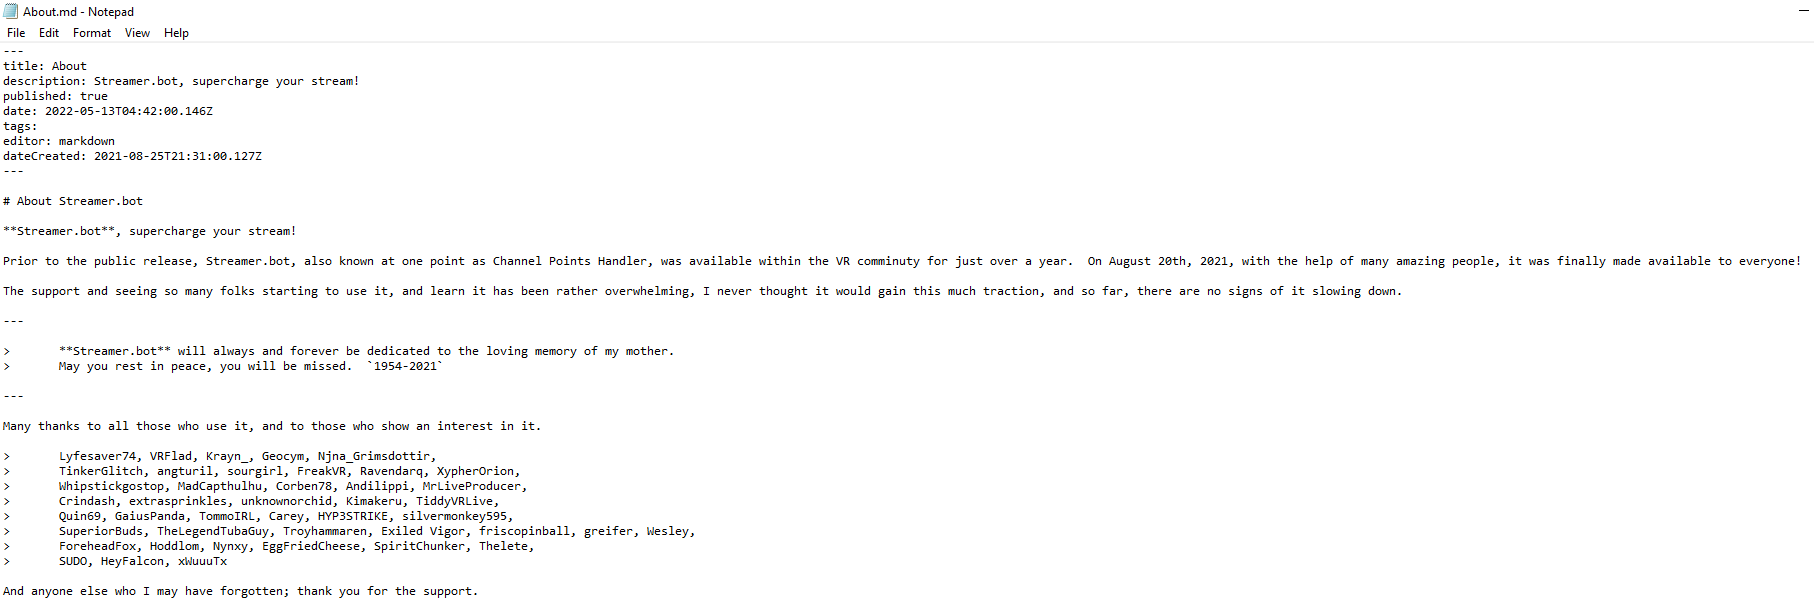 About.md - Notepad
File Edit Format View Help
---
title: About
description: Streamer.bot, supercharge your stream!
published: true
date: 2022-05-13T04:42:00.146Z
tags:
editor: markdown
dateCreated: 2021-08-25T21:31:00.127Z
---
# About Streamer.bot
**Streamer.bot**, supercharge your stream!
Prior to the public release, Streamer.bot, also known at one point as Channel Points Handler, was available within the VR comminuty for just over a year.  On August 20th, 2021, with the help of many amazing people, it was finally made available to everyone!
The support and seeing so many folks starting to use it, and learn it has been rather overwhelming, I never thought it would gain this much traction, and so far, there are no signs of it slowing down.
---
> **Streamer.bot** will always and forever be dedicated to the loving memory of my mother.
> May you rest in peace, you will be missed.  `1954-2021`
---
Many thanks to all those who use it, and to those who show an interest in it.
> Lyfesaver74, VRFlad, Krayn_, Geocym, Njna_Grimsdottir,
> TinkerGlitch, angturil, sourgirl, FreakVR, Ravendarq, XypherOrion,
> Whipstickgostop, MadCapthulhu, Corben78, Andilippi, MrLiveProducer,
> Crindash, extrasprinkles, unknownorchid, Kimakeru, TiddyVRLive,
> Quin69, GaiusPanda, TommoIRL, Carey, HYP3STRIKE, silvermonkey595,
> SuperiorBuds, TheLegendTubaGuy, Troyhammaren, Exiled Vigor, friscopinball, greifer, Wesley,
> ForeheadFox, Hoddlom, Nynxy, EggFriedCheese, SpiritChunker, Thelete,
> SUDO, HeyFalcon, xWuuuTx
And anyone else who I may have forgotten; thank you for the support.